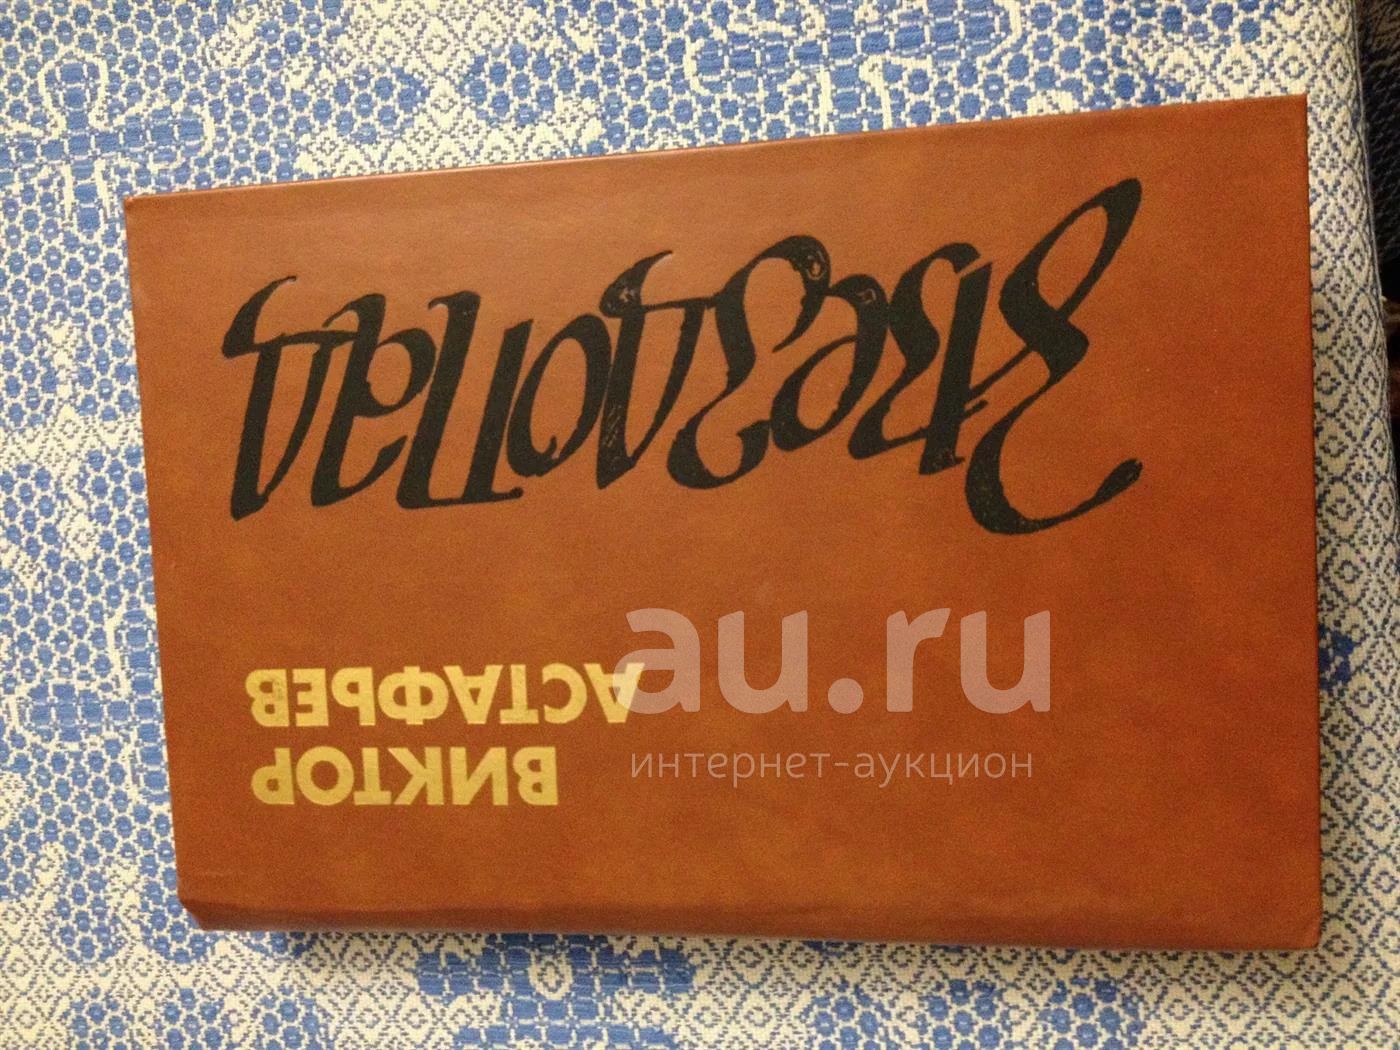 ВИКТОР
АСТАФЬЕВ
Звездопад
au.ru
интернет-аукцион